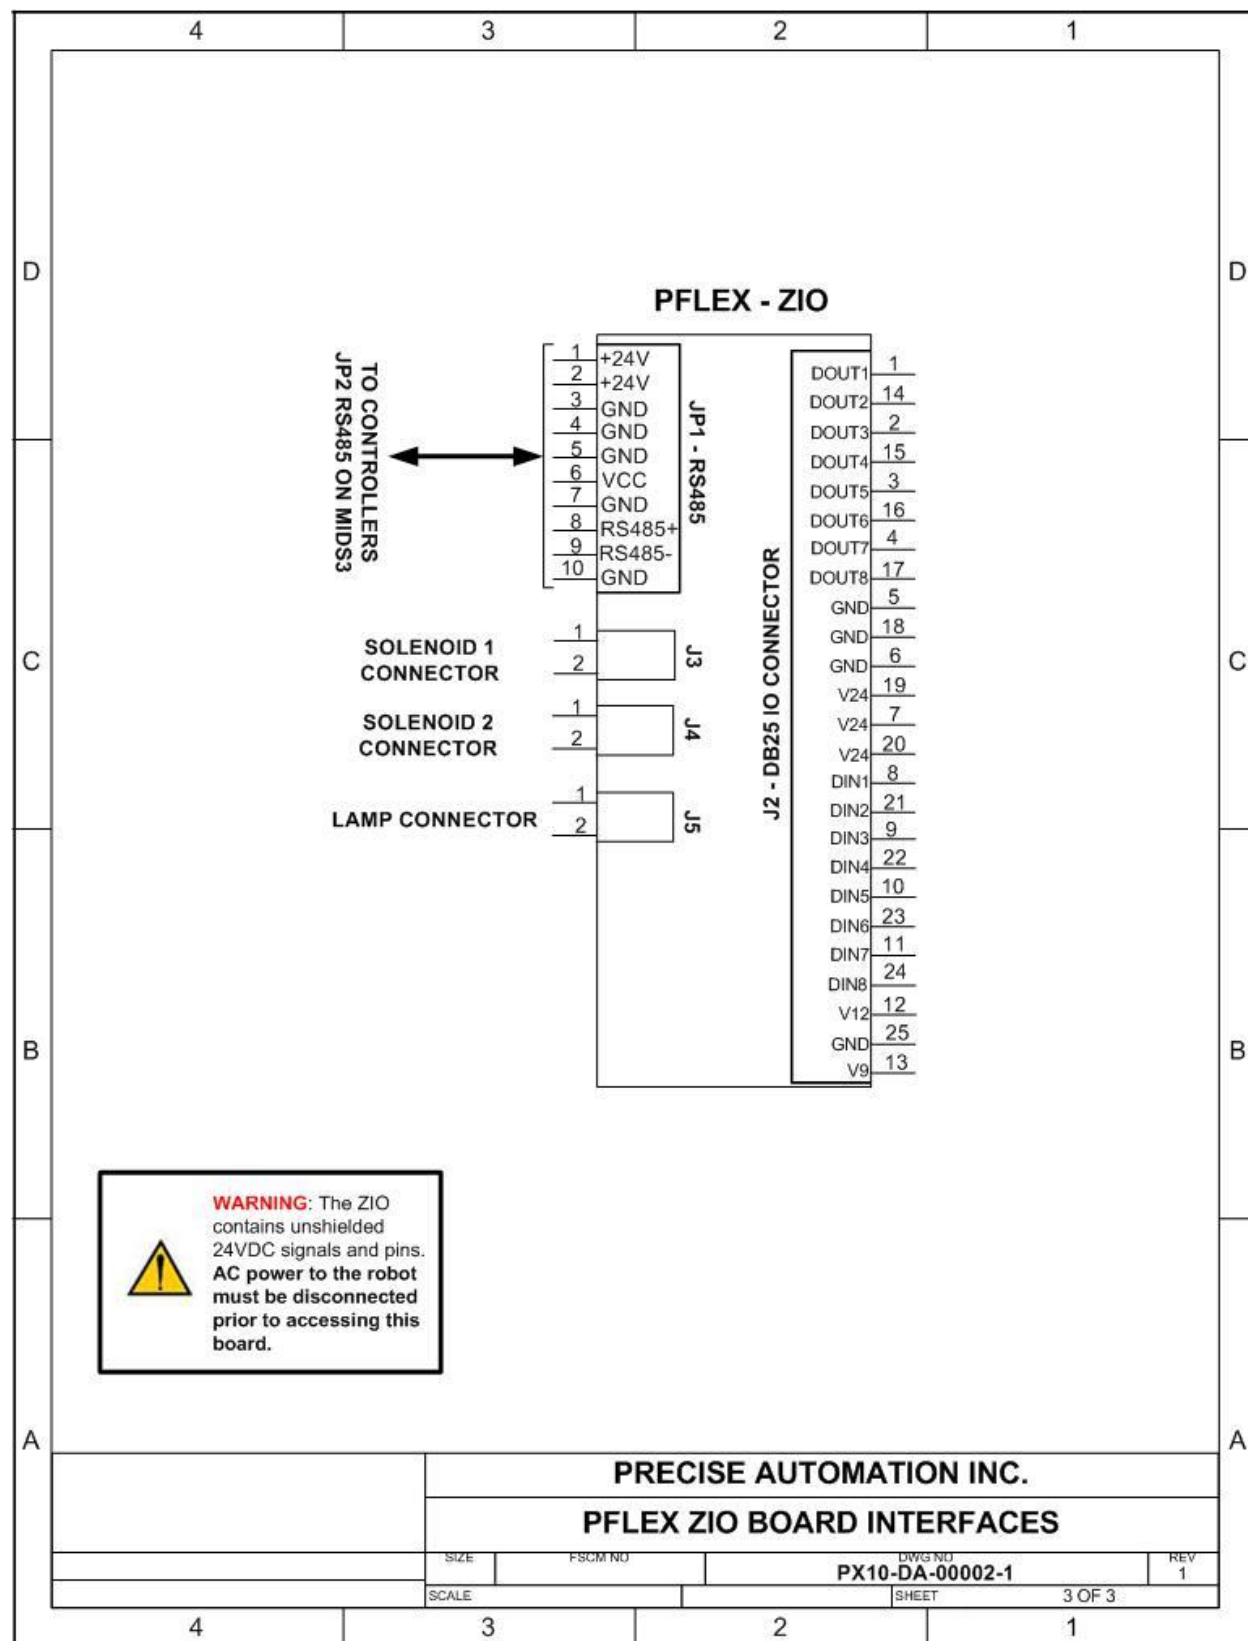 4 3 2 1
D D
PFLEX - ZIO
TO CONTROLLERS
JP2 RS485 ON MIDS3
1 +24V
2 +24V
3 GND
4 GND
5 GND
6 VCC
7 GND
8 RS485+
9 RS485-
10 GND
JP1 - RS485
SOLENOID 1
CONNECTOR
1
2
J3
SOLENOID 2
CONNECTOR
1
2
J4
LAMP CONNECTOR
1
2
J5
J2 - DB25 IO CONNECTOR
DOUT1 1
DOUT2 14
DOUT3 2
DOUT4 15
DOUT5 3
DOUT6 16
DOUT7 4
DOUT8 17
GND 5
GND 18
GND 6
V24 19
V24 7
V24 20
DIN1 8
DIN2 21
DIN3 9
DIN4 22
DIN5 10
DIN6 23
DIN7 11
DIN8 24
V12 12
GND 25
V9 13
C C
B B
WARNING: The ZIO
contains unshielded
24VDC signals and pins.
AC power to the robot
must be disconnected
prior to accessing this
board.
A A
PRECISE AUTOMATION INC.
PFLEX ZIO BOARD INTERFACES
SIZE FSCM NO DWG NO REV
PX10-DA-00002-1 1
SCALE SHEET 3 OF 3
4 3 2 1